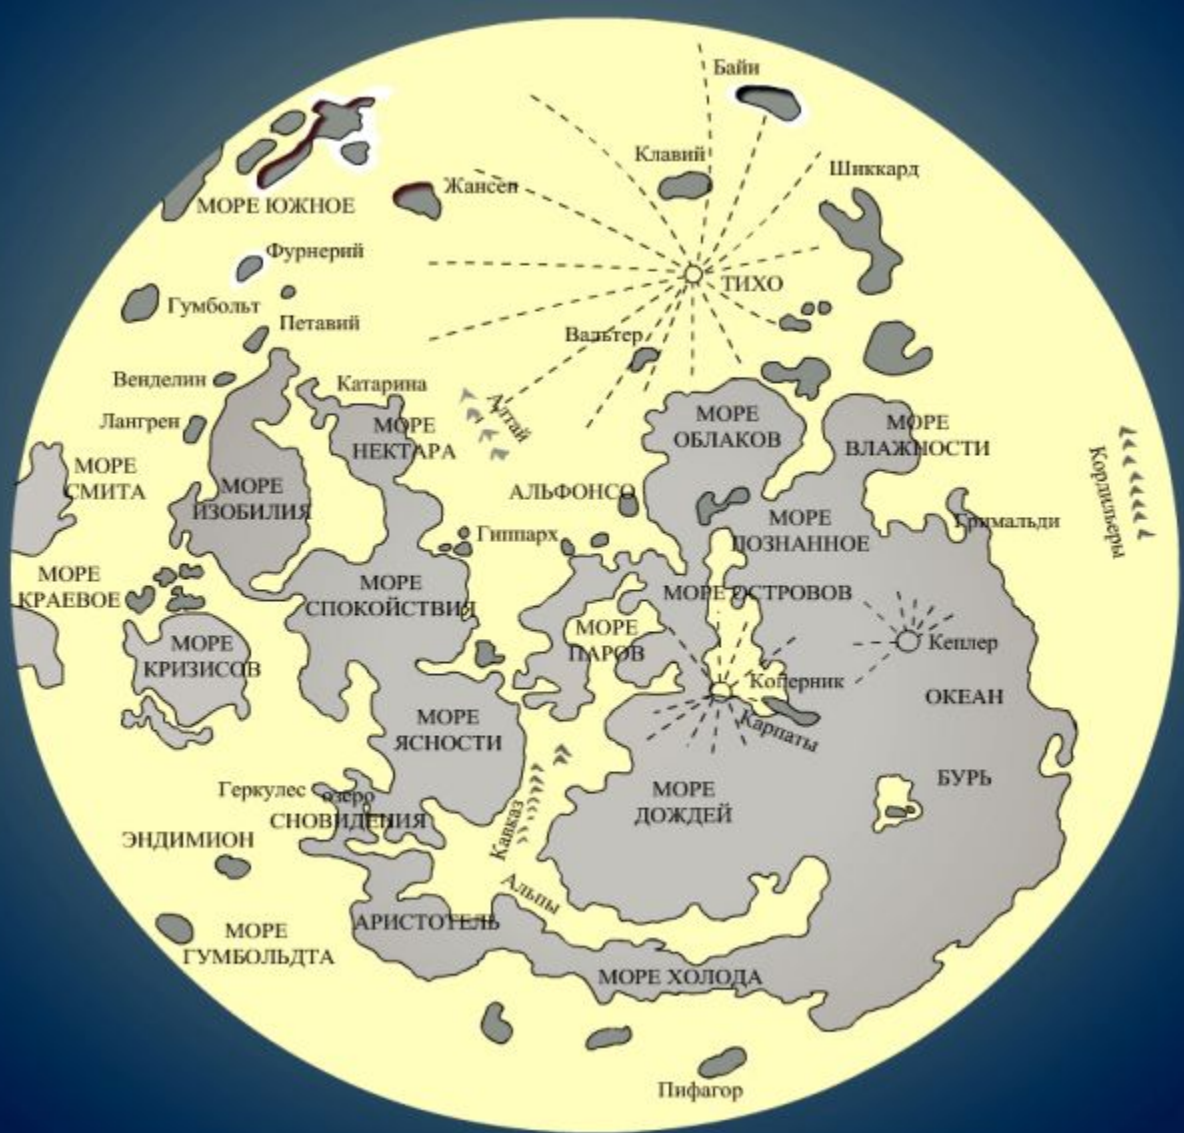 Байи
Клавий
Шиккард
Жансен
МОРЕ ЮЖНОЕ
Фурнерий
ТИХО
Гумбольт
Петавий
Вальтер
Венделин
Катарина
Лангрен
Алтай
МОРЕ
НЕКТАРА
МОРЕ
ОБЛАКОВ
МОРЕ
ВЛАЖНОСТИ
МОРЕ
СМИТА
МОРЕ
ИЗОБИЛИЯ
АЛЬФОНСО
Кордильеры
Гримальди
Гиппарх
МОРЕ
ПОЗНАННОЕ
МОРЕ
КРАЕВОЕ
МОРЕ
СПОКОЙСТВИЯ
МОРЕ ОСТРОВОВ
МОРЕ
КРИЗИСОВ
МОРЕ
ПАРОВ
Кеплер
Коперник
Карпаты
ОКЕАН
БУРЬ
МОРЕ
ЯСНОСТИ
МОРЕ
ДОЖДЕЙ
Геркулес
озеро
СНОВИДЕНИЯ
Кавказ
ЭНДИМИОН
Альпы
АРИСТОТЕЛЬ
МОРЕ
ГУМБОЛЬДТА
МОРЕ ХОЛОДА
Пифагор